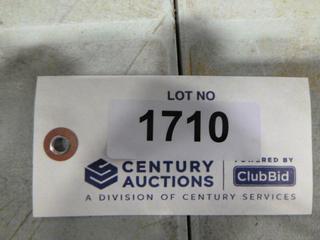 LOT NO
1710
POWERED BY
CENTURY
AUCTIONS
ClubBid
A DIVISION OF CENTURY SERVICES